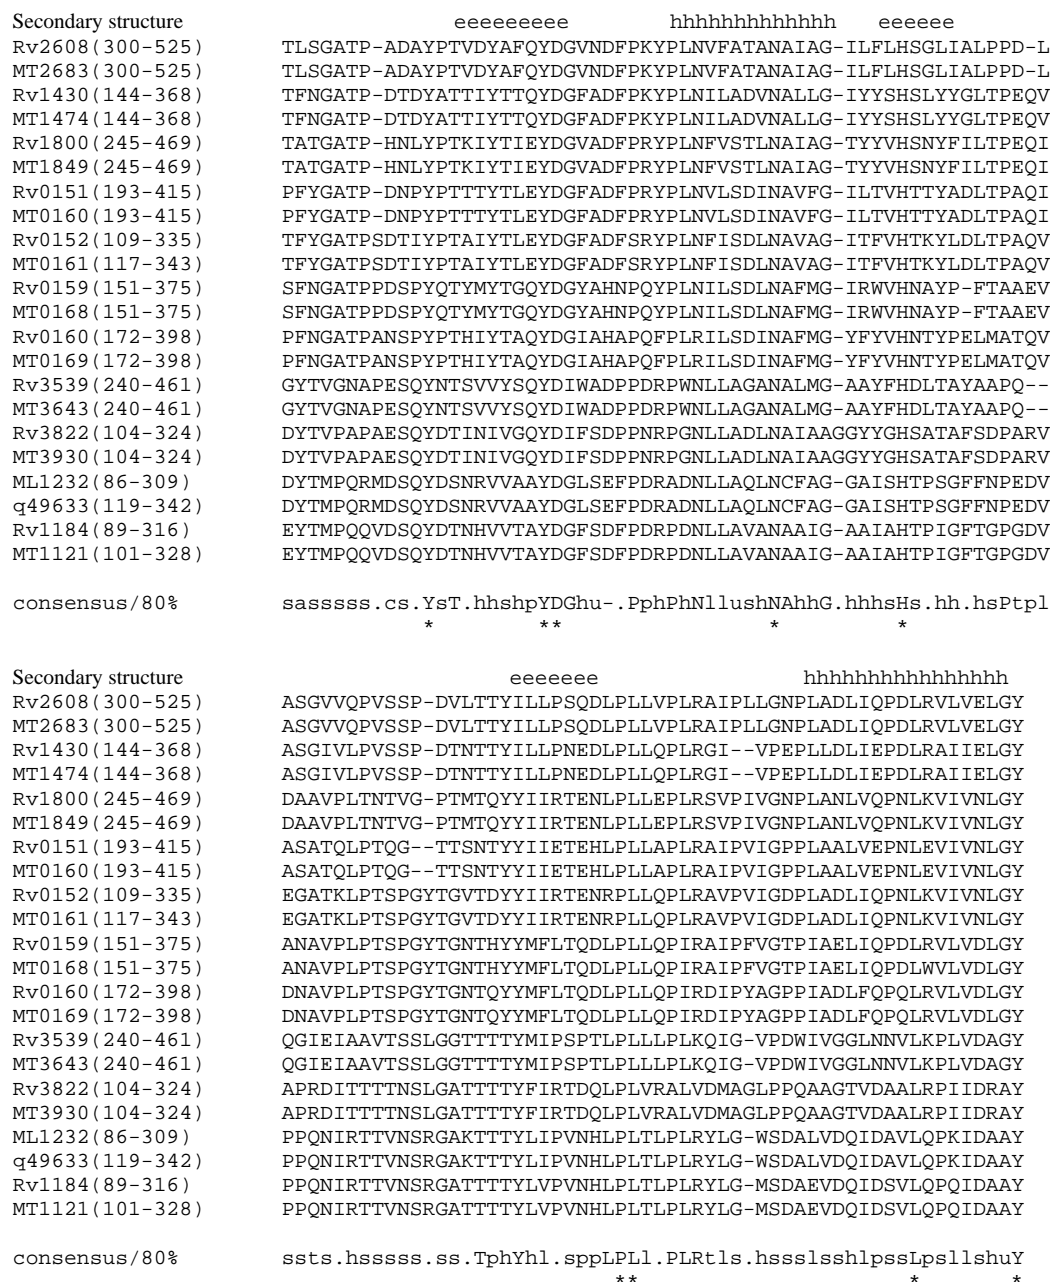 Secondary structure eeeeeeeee hhhhhhhhhhhhh eeeeee
Rv2608(300-525) TLSGATP-ADAYPTVDYAFQYDGVNDFPKYPLNVFATANAIAG-ILFLHSGLIALPPD-L
MT2683(300-525) TLSGATP-ADAYPTVDYAFQYDGVNDFPKYPLNVFATANAIAG-ILFLHSGLIALPPD-L
Rv1430(144-368) TFNGATP-DTDYATTIYTTQYDGFADFPKYPLNILADVNALLG-IYYSHSLYYGLTPEQV
MT1474(144-368) TFNGATP-DTDYATTIYTTQYDGFADFPKYPLNILADVNALLG-IYYSHSLYYGLTPEQV
Rv1800(245-469) TATGATP-HNLYPTKIYTIEYDGVADFPRYPLNFVSTLNAIAG-TYYVHSNYFILTPEQI
MT1849(245-469) TATGATP-HNLYPTKIYTIEYDGVADFPRYPLNFVSTLNAIAG-TYYVHSNYFILTPEQI
Rv0151(193-415) PFYGATP-DNPYPTTTYTLEYDGFADFPRYPLNVLSDINAVFG-ILTVHTTYADLTPAQI
MT0160(193-415) PFYGATP-DNPYPTTTYTLEYDGFADFPRYPLNVLSDINAVFG-ILTVHTTYADLTPAQI
Rv0152(109-335) TFYGATPSDTIYPTAIYTLEYDGFADFSRYPLNFISDLNAVAG-ITFVHTKYLDLTPAQV
MT0161(117-343) TFYGATPSDTIYPTAIYTLEYDGFADFSRYPLNFISDLNAVAG-ITFVHTKYLDLTPAQV
Rv0159(151-375) SFNGATPPDSPYQTYMYTGQYDGYAHNPQYPLNILSDLNAFMG-IRWVHNAYP-FTAAEV
MT0168(151-375) SFNGATPPDSPYQTYMYTGQYDGYAHNPQYPLNILSDLNAFMG-IRWVHNAYP-FTAAEV
Rv0160(172-398) PFNGATPANSPYPTHIYTAQYDGIAHAPQFPLRILSDINAFMG-YFYVHNTYPELMATQV
MT0169(172-398) PFNGATPANSPYPTHIYTAQYDGIAHAPQFPLRILSDINAFMG-YFYVHNTYPELMATQV
Rv3539(240-461) GYTVGNAPESQYNTSVVYSQYDIWADPPDRPWNLLAGANALMG-AAYFHDLTAYAAPQ--
MT3643(240-461) GYTVGNAPESQYNTSVVYSQYDIWADPPDRPWNLLAGANALMG-AAYFHDLTAYAAPQ--
Rv3822(104-324) DYTVPAPAESQYDTINIVGQYDIFSDPPNRPGNLLADLNAIAAGGYYGHSATAFSDPARV
MT3930(104-324) DYTVPAPAESQYDTINIVGQYDIFSDPPNRPGNLLADLNAIAAGGYYGHSATAFSDPARV
ML1232(86-309) DYTMPQRMDSQYDSNRVVAAYDGLSEFPDRADNLLAQLNCFAG-GAISHTPSGFFNPEDV
q49633(119-342) DYTMPQRMDSQYDSNRVVAAYDGLSEFPDRADNLLAQLNCFAG-GAISHTPSGFFNPEDV
Rv1184(89-316) EYTMPQQVDSQYDTNHVVTAYDGFSDFPDRPDNLLAVANAAIG-AAIAHTPIGFTGPGDV
MT1121(101-328) EYTMPQQVDSQYDTNHVVTAYDGFSDFPDRPDNLLAVANAAIG-AAIAHTPIGFTGPGDV
consensus/80% sasssss.cs.YsT.hhshpYDGhu-.PphPhNllushNAhhG.hhhsHs.hh.hsPtpl
* ** * *
Secondary structure eeeeeee hhhhhhhhhhhhhhhh
Rv2608(300-525) ASGVVQPVSSP-DVLTTYILLPSQDLPLLVPLRAIPLLGNPLADLIQPDLRVLVELGY
MT2683(300-525) ASGVVQPVSSP-DVLTTYILLPSQDLPLLVPLRAIPLLGNPLADLIQPDLRVLVELGY
Rv1430(144-368) ASGIVLPVSSP-DTNTTYILLPNEDLPLLQPLRGI--VPEPLLDLIEPDLRAIIELGY
MT1474(144-368) ASGIVLPVSSP-DTNTTYILLPNEDLPLLQPLRGI--VPEPLLDLIEPDLRAIIELGY
Rv1800(245-469) DAAVPLTNTVG-PTMTQYYIIRTENLPLLEPLRSVPIVGNPLANLVQPNLKVIVNLGY
MT1849(245-469) DAAVPLTNTVG-PTMTQYYIIRTENLPLLEPLRSVPIVGNPLANLVQPNLKVIVNLGY
Rv0151(193-415) ASATQLPTQG--TTSNTYYIIETEHLPLLAPLRAIPVIGPPLAALVEPNLEVIVNLGY
MT0160(193-415) ASATQLPTQG--TTSNTYYIIETEHLPLLAPLRAIPVIGPPLAALVEPNLEVIVNLGY
Rv0152(109-335) EGATKLPTSPGYTGVTDYYIIRTENRPLLQPLRAVPVIGDPLADLIQPNLKVIVNLGY
MT0161(117-343) EGATKLPTSPGYTGVTDYYIIRTENRPLLQPLRAVPVIGDPLADLIQPNLKVIVNLGY
Rv0159(151-375) ANAVPLPTSPGYTGNTHYYMFLTQDLPLLQPIRAIPFVGTPIAELIQPDLRVLVDLGY
MT0168(151-375) ANAVPLPTSPGYTGNTHYYMFLTQDLPLLQPIRAIPFVGTPIAELIQPDLWVLVDLGY
Rv0160(172-398) DNAVPLPTSPGYTGNTQYYMFLTQDLPLLQPIRDIPYAGPPIADLFQPQLRVLVDLGY
MT0169(172-398) DNAVPLPTSPGYTGNTQYYMFLTQDLPLLQPIRDIPYAGPPIADLFQPQLRVLVDLGY
Rv3539(240-461) QGIEIAAVTSSLGGTTTTYMIPSPTLPLLLPLKQIG-VPDWIVGGLNNVLKPLVDAGY
MT3643(240-461) QGIEIAAVTSSLGGTTTTYMIPSPTLPLLLPLKQIG-VPDWIVGGLNNVLKPLVDAGY
Rv3822(104-324) APRDITTTTNSLGATTTTYFIRTDQLPLVRALVDMAGLPPQAAGTVDAALRPIIDRAY
MT3930(104-324) APRDITTTTNSLGATTTTYFIRTDQLPLVRALVDMAGLPPQAAGTVDAALRPIIDRAY
ML1232(86-309) PPQNIRTTVNSRGAKTTTYLIPVNHLPLTLPLRYLG-WSDALVDQIDAVLQPKIDAAY
q49633(119-342) PPQNIRTTVNSRGAKTTTYLIPVNHLPLTLPLRYLG-WSDALVDQIDAVLQPKIDAAY
Rv1184(89-316) PPQNIRTTVNSRGATTTTYLVPVNHLPLTLPLRYLG-MSDAEVDQIDSVLQPQIDAAY
MT1121(101-328) PPQNIRTTVNSRGATTTTYLVPVNHLPLTLPLRYLG-MSDAEVDQIDSVLQPQIDAAY
consensus/80% ssts.hsssss.ss.TphYhl.sppLPLl.PLRtls.hssslsshlpssLpsllshuY
** * *